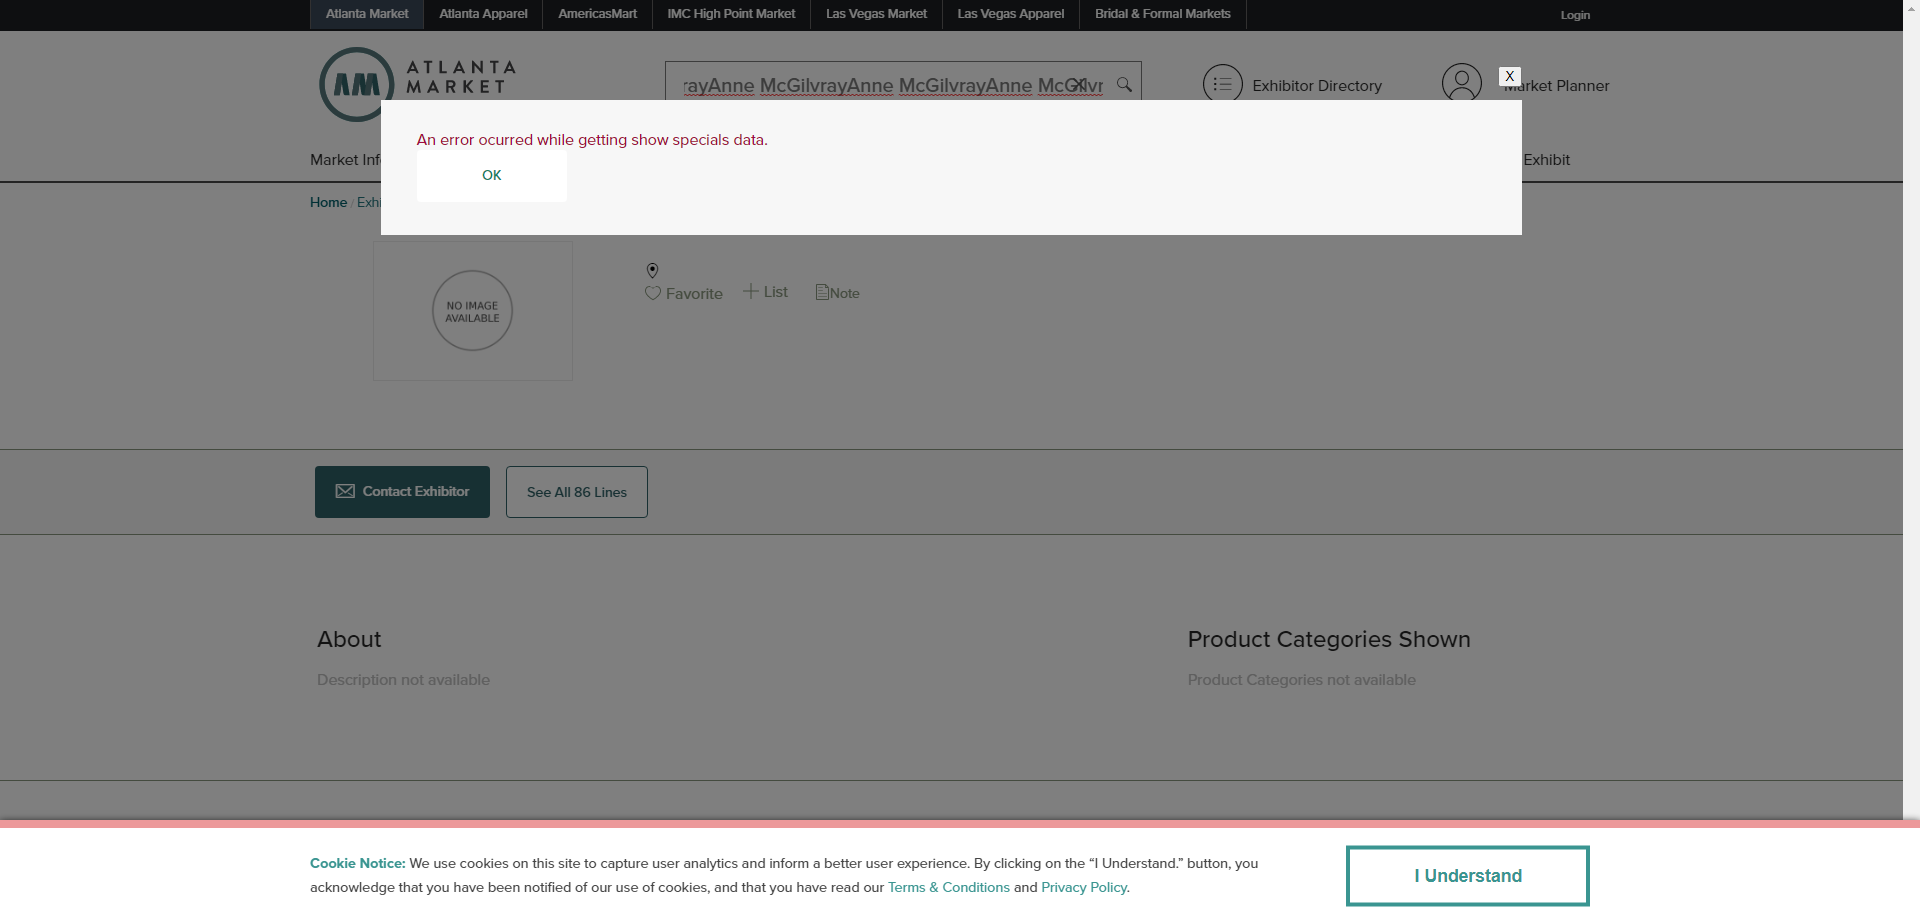 Atlanta Market
Atlanta Apparel
AmericasMart
IMC High Point Market
Las Vegas Market
Las Vegas Apparel
Bridal & Formal Markets
Login
ATLANTA
MARKET
rayAnne McGilvrayAnne McGilvrayAnne McGilvr
Exhibitor Directory
X
Market Planner
An error ocurred while getting show specials data.
OK
Market Inf
Exhibit
Home / Exhi
NO IMAGE
AVAILABLE
Favorite
List
Note
Contact Exhibitor
See All 86 Lines
About
Product Categories Shown
Description not available
Product Categories not available
Cookie Notice: We use cookies on this site to capture user analytics and inform a better user experience. By clicking on the “I Understand.” button, you
acknowledge that you have been notified of our use of cookies, and that you have read our Terms & Conditions and Privacy Policy.
I Understand